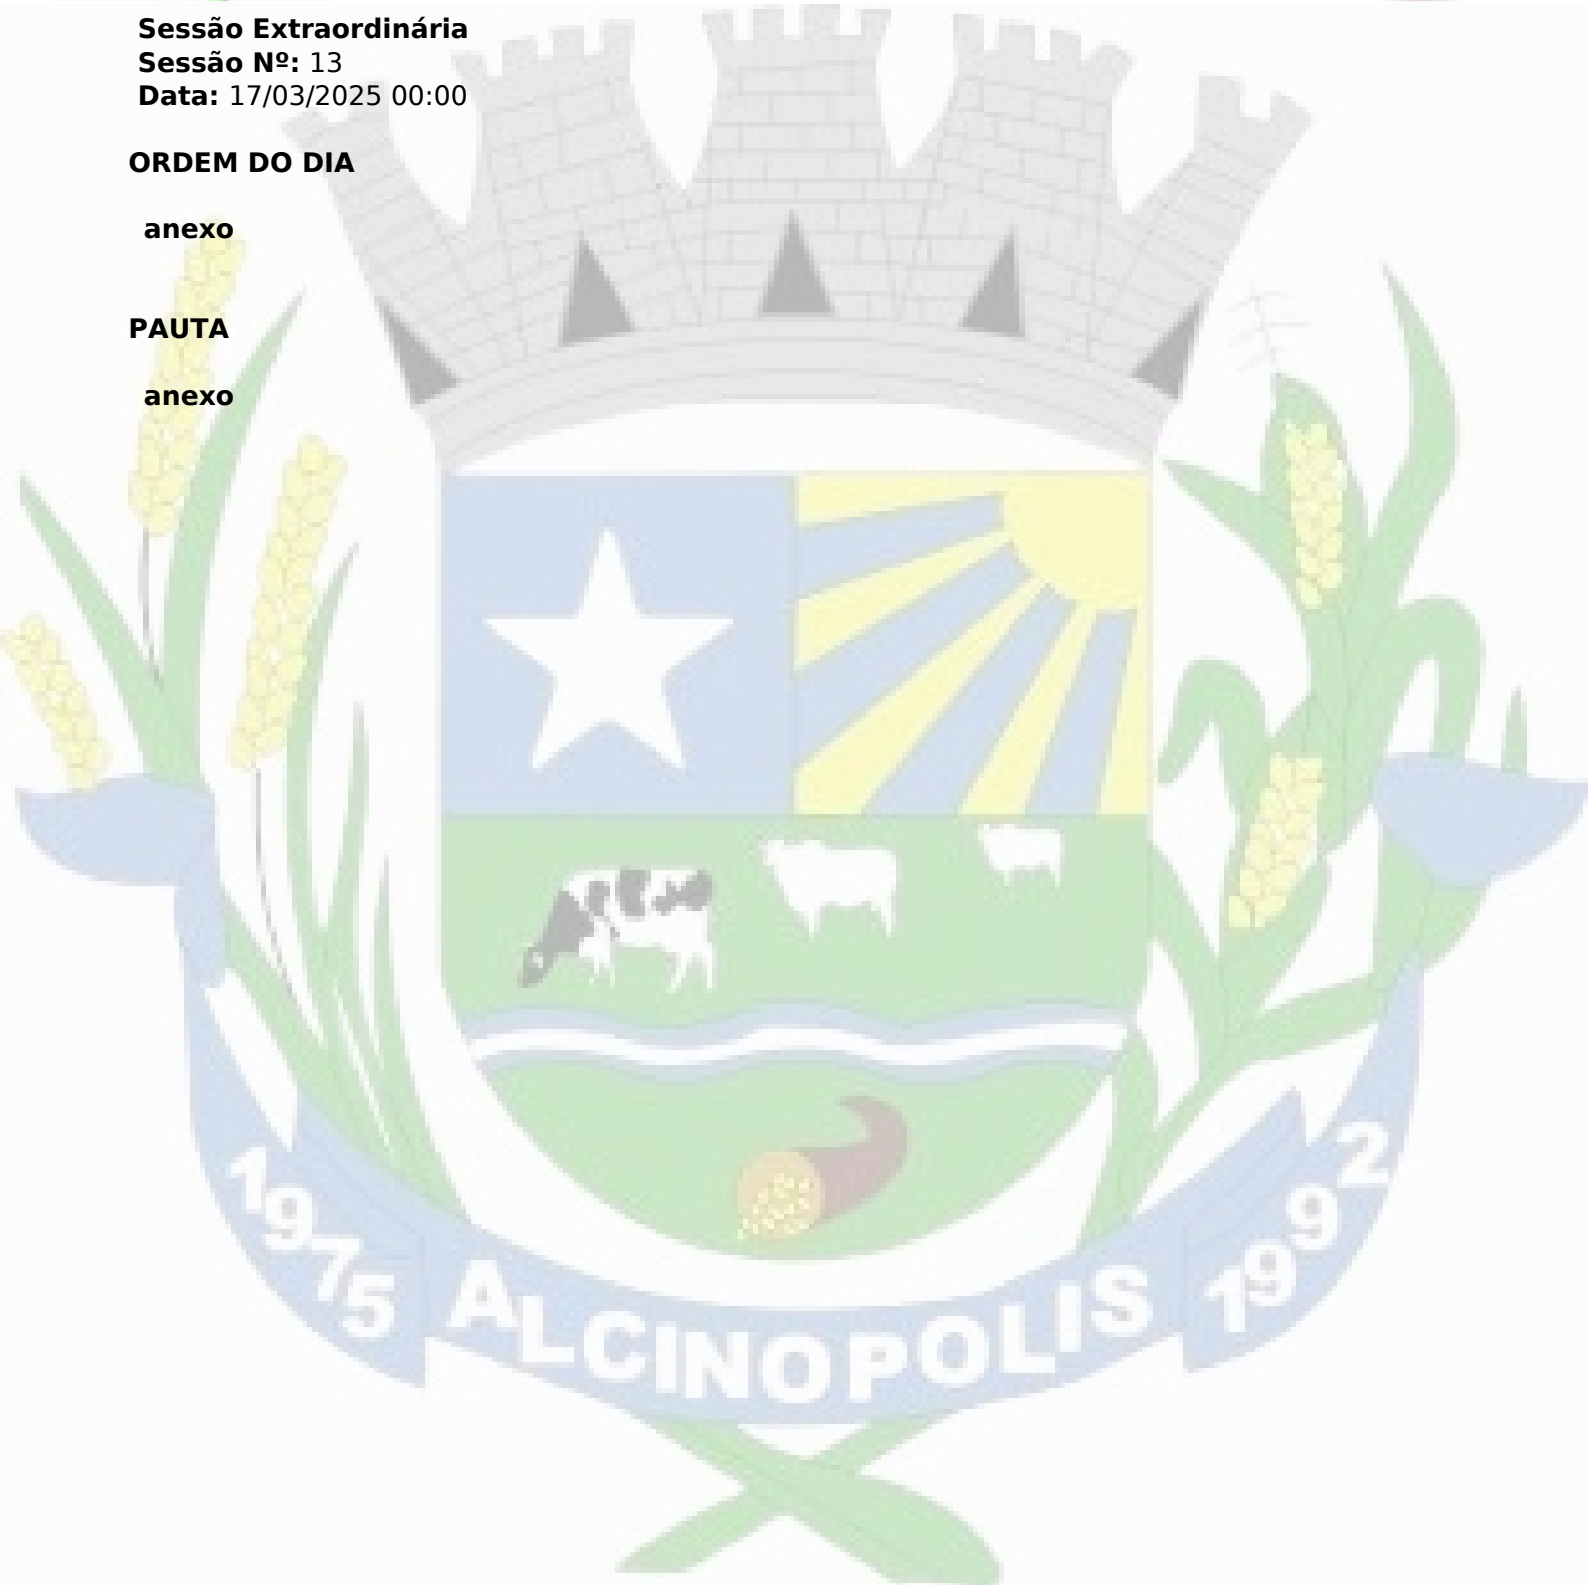 Sessão Extraordinária
Sessão Nº: 13
Data: 17/03/2025 00:00
ORDEM DO DIA
anexo
PAUTA
anexo
1975 ALCINOPOLIS 1992